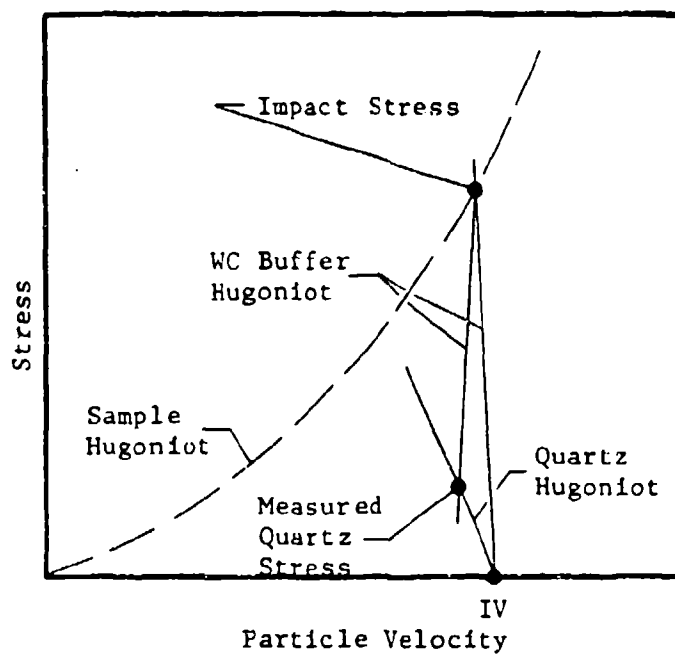 Impact Stress
WC Buffer
Hugoniot
Stress
Sample
Hugoniot
Quartz
Hugoniot
Measured
Quartz
Stress
IV
Particle Velocity